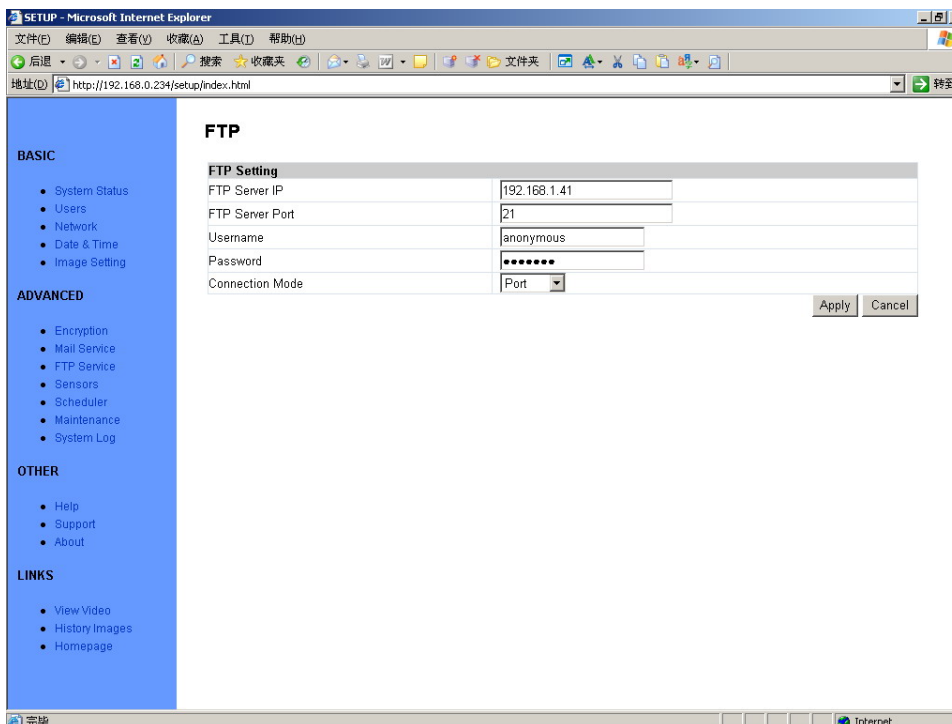 SETUP - Microsoft Internet Explorer
文件(F) 编辑(E) 查看(V) 收藏(A) 工具(T) 帮助(H)
后退 搜索 收藏夹 文件夹
地址(D) http://192.168.0.234/setup/index.html 转到
FTP
BASIC
System Status
Users
Network
Date & Time
Image Setting
ADVANCED
Encryption
Mail Service
FTP Service
Sensors
Scheduler
Maintenance
System Log
OTHER
Help
Support
About
LINKS
View Video
History Images
Homepage
FTP Setting
FTP Server IP 192.168.1.41
FTP Server Port 21
Username anonymous
Password •••••••
Connection Mode Port
Apply Cancel
完毕 Internet